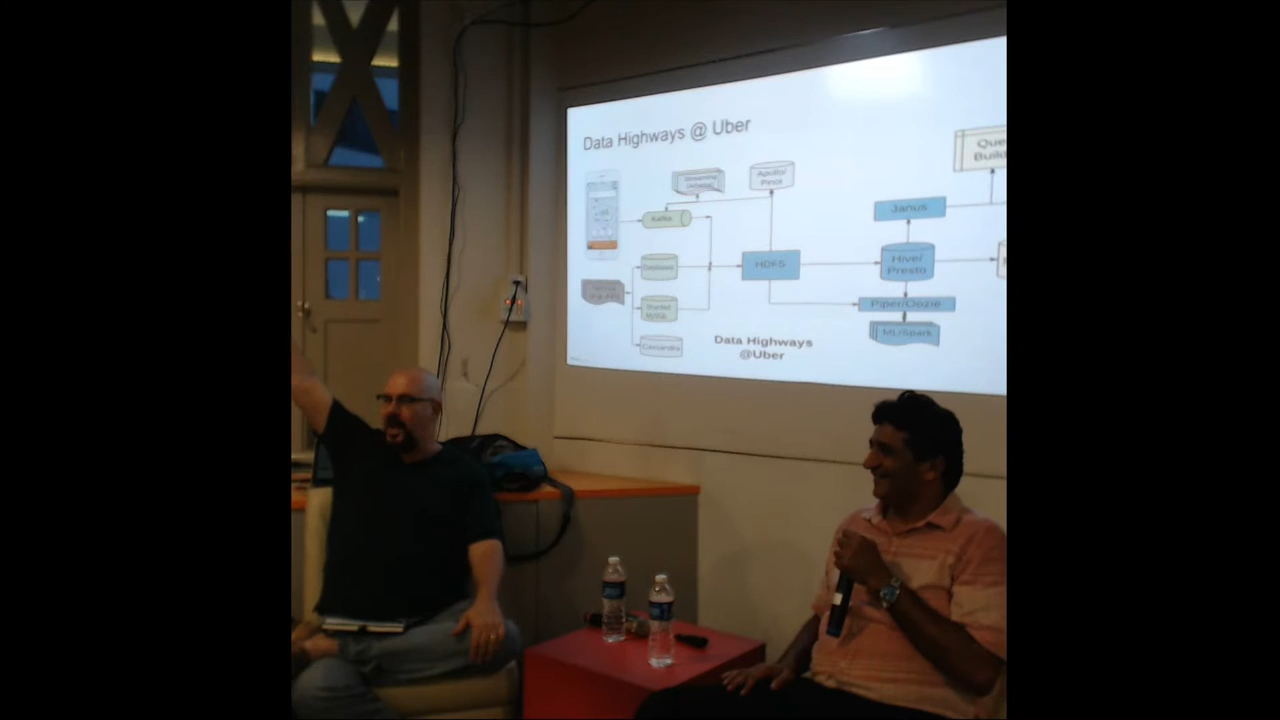 Data Highways @ Uber
Streaming
Apollo/
Pinot
Kafka
Databases
Sharded
MySQL
Cassandra
HDFS
Janus
Hive/
Presto
Piper/Oozie
ML/Spark
Data Highways
@Uber